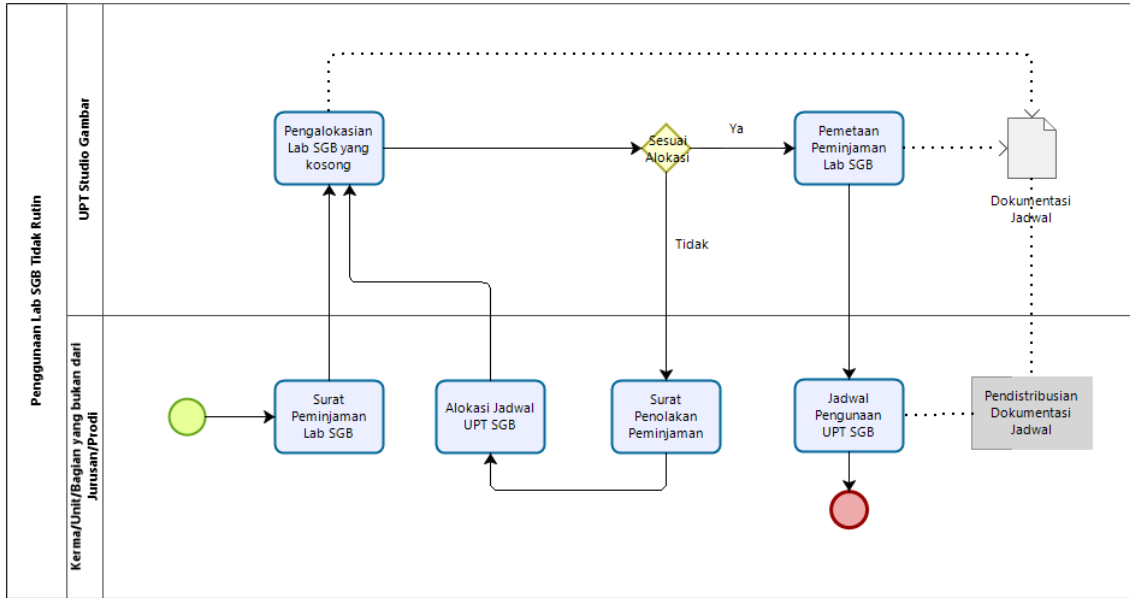 Penggunaan Lab SGB Tidak Rutin
UPT Studio Gambar
Pengalokasian
Lab SGB yang
kosong
Sesuai
Alokasi
Ya
Tidak
Pemetaan
Peminjaman
Lab SGB
Dokumentasi
Jadwal
Kerma/Unit/Bagian yang bukan dari
Jurusan/Prodi
Surat
Peminjaman
Lab SGB
Alokasi Jadwal
UPT SGB
Surat
Penolakan
Peminjaman
Jadwal
Pengunaan
UPT SGB
Pendistribusian
Dokumentasi
Jadwal